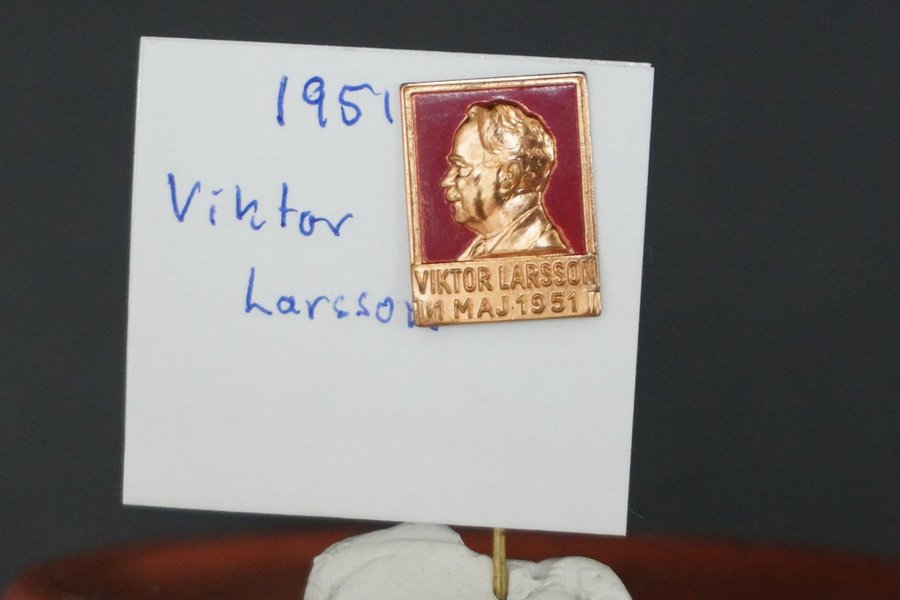 1951
Viktor
Larsson
VIKTOR LARSSON
1 MAJ 1951